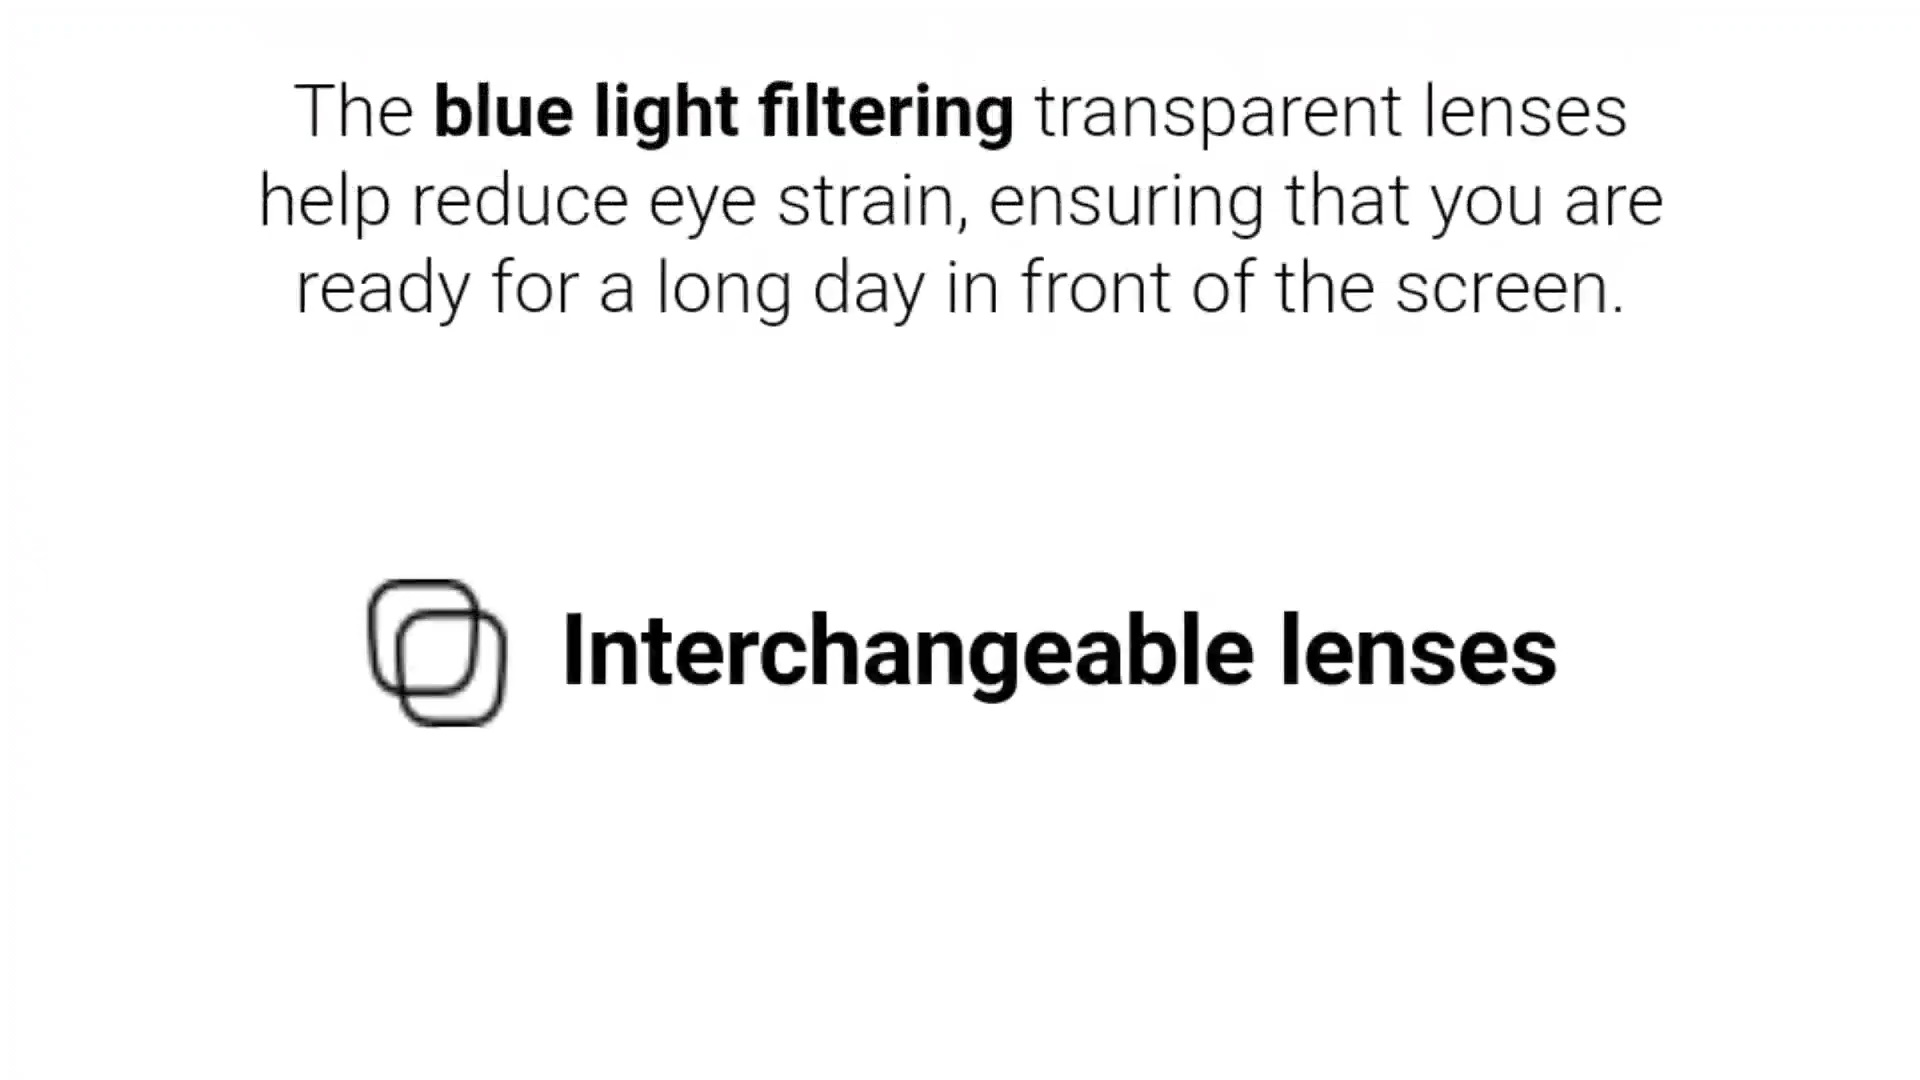 The blue light filtering transparent lenses
help reduce eye strain, ensuring that you are
ready for a long day in front of the screen.
Interchangeable lenses